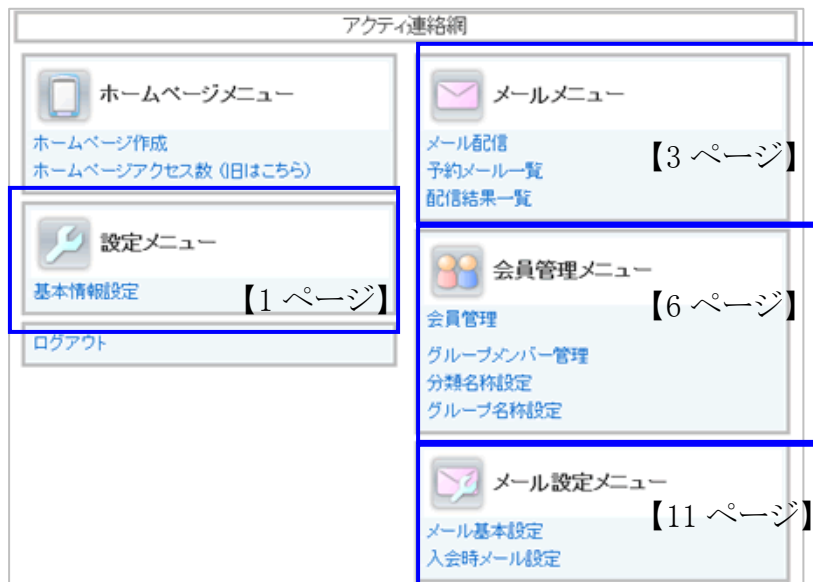 アクティ連絡網
ホームページメニュー
ホームページ作成
ホームページアクセス数 (旧はこちら)
設定メニュー
基本情報設定
【1 ページ】
ログアウト
メールメニュー
メール配信
予約メール一覧
配信結果一覧
【3 ページ】
会員管理メニュー
会員管理
グループメンバー管理
分類名称設定
グループ名称設定
【6 ページ】
メール設定メニュー
メール基本設定
入会時メール設定
【11 ページ】